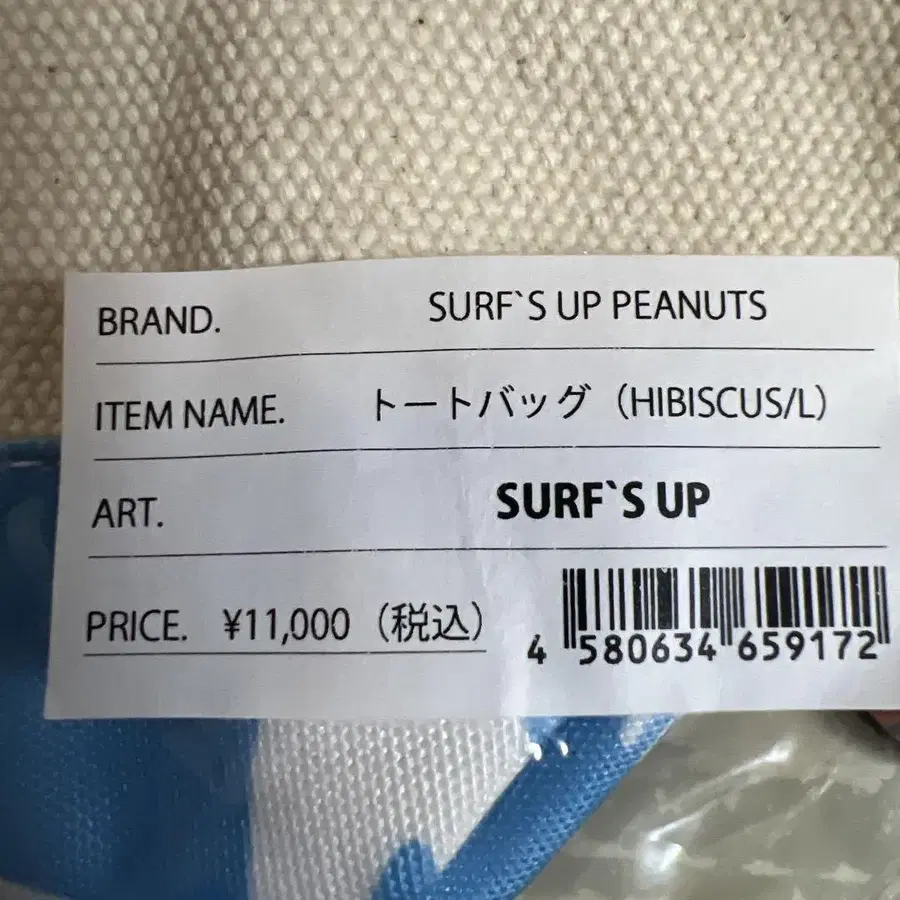 BRAND. SURF`S UP PEANUTS
ITEM NAME. トートバッグ（HIBISCUS/L）
ART. SURF`S UP
PRICE. ¥11,000（税込）
4 580634 659172